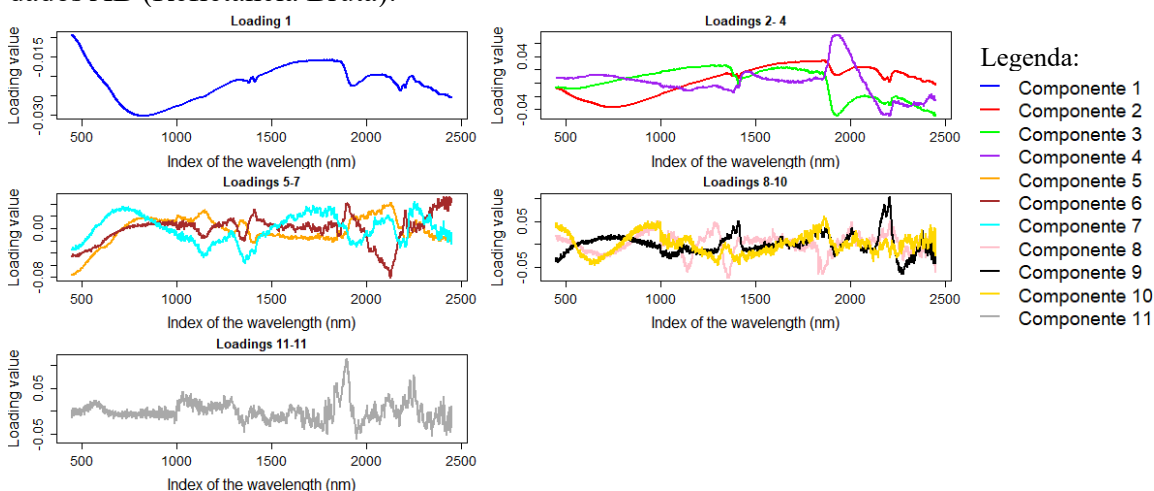 dados
Loading 1
Loading value
-0.015
-0.030
500 1000 1500 2000 2500
Index of the wavelength (nm)
Loadings 2- 4
Loading value
0.04
-0.04
500 1000 1500 2000 2500
Index of the wavelength (nm)
Loadings 5-7
Loading value
0.00
-0.08
500 1000 1500 2000 2500
Index of the wavelength (nm)
Loadings 8-10
Loading value
0.05
-0.05
500 1000 1500 2000 2500
Index of the wavelength (nm)
Loadings 11-11
Loading value
0.05
-0.05
500 1000 1500 2000 2500
Index of the wavelength (nm)
Legenda:
Componente 1
Componente 2
Componente 3
Componente 4
Componente 5
Componente 6
Componente 7
Componente 8
Componente 9
Componente 10
Componente 11